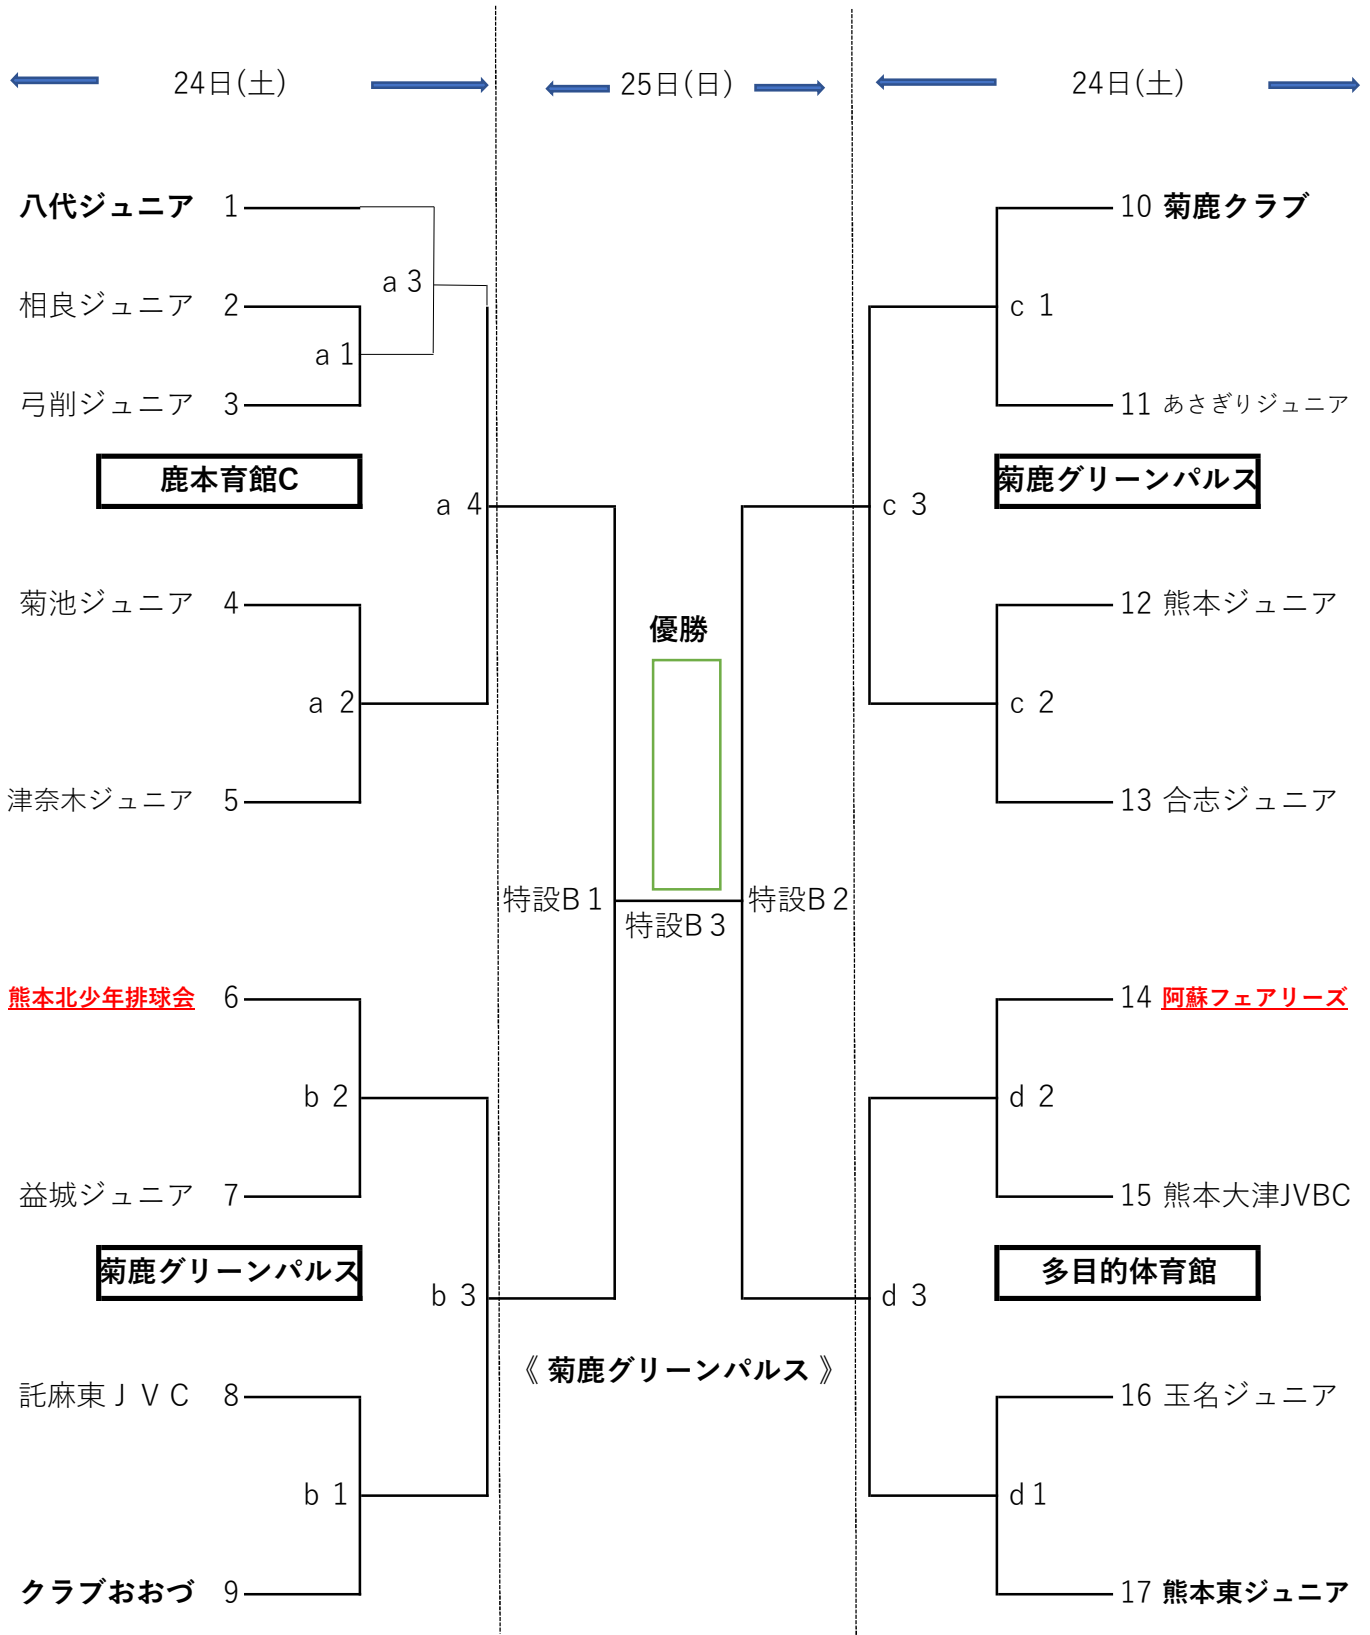 24日(土)
25日(日)
24日(土)
八代ジュニア 1
a 3
相良ジュニア 2
a 1
弓削ジュニア 3
鹿本育館C
a 4
菊池ジュニア 4
a 2
津奈木ジュニア 5
熊本北少年排球会 6
b 2
益城ジュニア 7
菊鹿グリーンパルス
b 3
託麻東ＪＶＣ 8
b 1
クラブおおづ 9
優勝
特設B 1
特設B 3
特設B 2
《 菊鹿グリーンパルス 》
10 菊鹿クラブ
c 1
11 あさぎりジュニア
菊鹿グリーンパルス
c 3
12 熊本ジュニア
c 2
13 合志ジュニア
14 阿蘇フェアリーズ
d 2
15 熊本大津JVBC
多目的体育館
d 3
16 玉名ジュニア
d 1
17 熊本東ジュニア